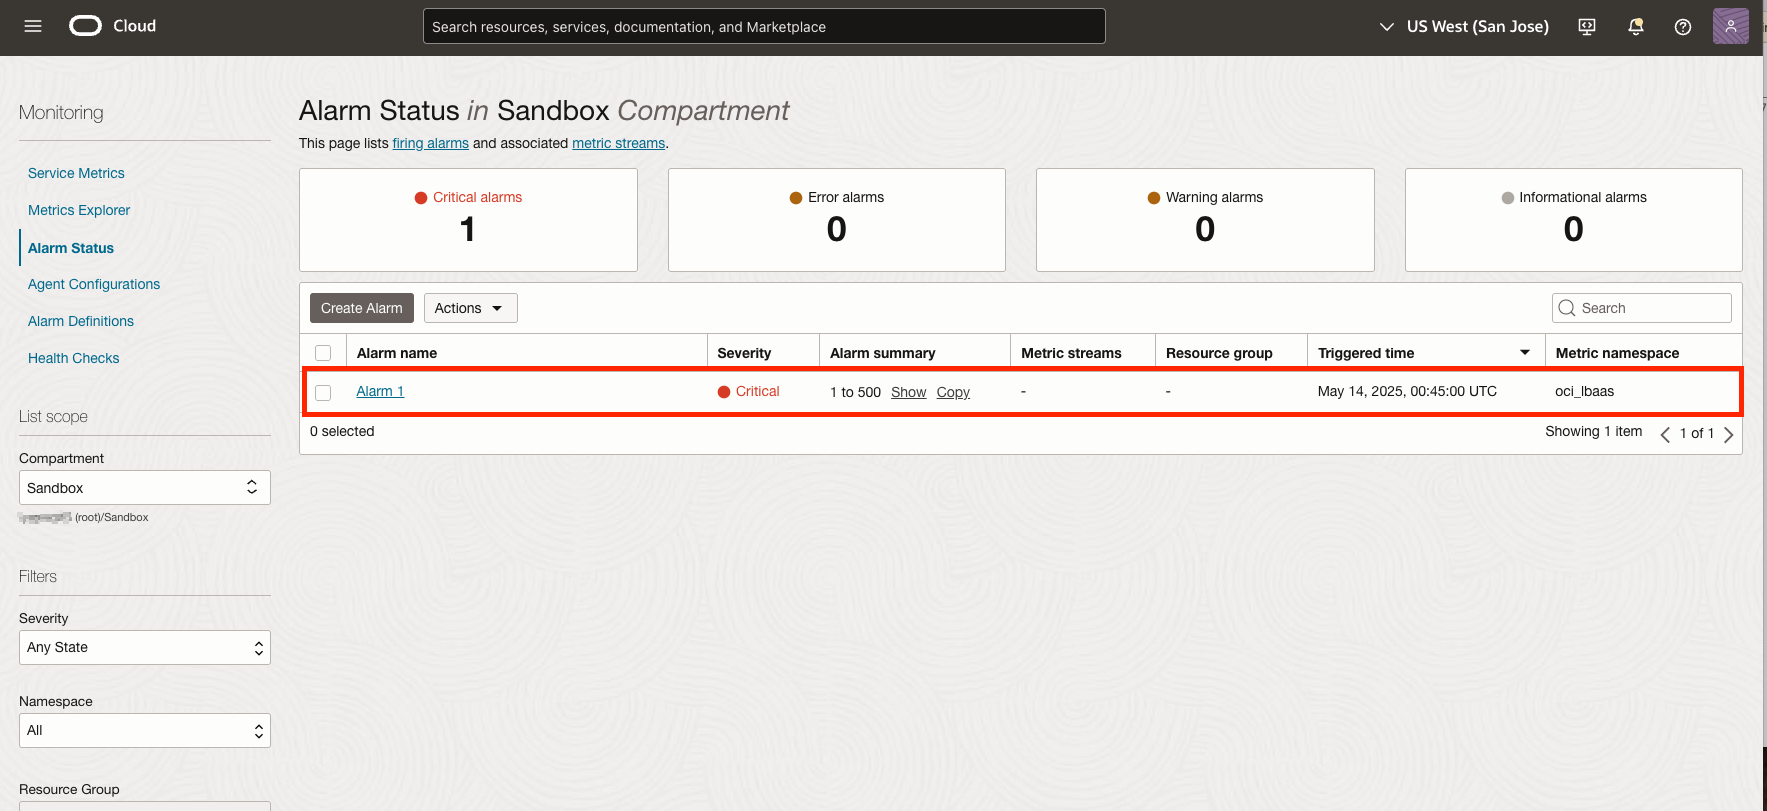 Cloud
Search resources, services, documentation, and Marketplace
US West (San Jose)
Monitoring
Service Metrics
Metrics Explorer
Alarm Status
Agent Configurations
Alarm Definitions
Health Checks
List scope
Compartment
Sandbox
(root)/Sandbox
Filters
Severity
Any State
Namespace
All
Resource Group
Alarm Status in Sandbox Compartment
This page lists firing alarms and associated metric streams.
Critical alarms
1
Error alarms
0
Warning alarms
0
Informational alarms
0
Create Alarm Actions Search
Alarm name Severity Alarm summary Metric streams Resource group Triggered time Metric namespace
Alarm 1 Critical 1 to 500 Show Copy - - May 14, 2025, 00:45:00 UTC oci_lbaas
0 selected Showing 1 item 1 of 1